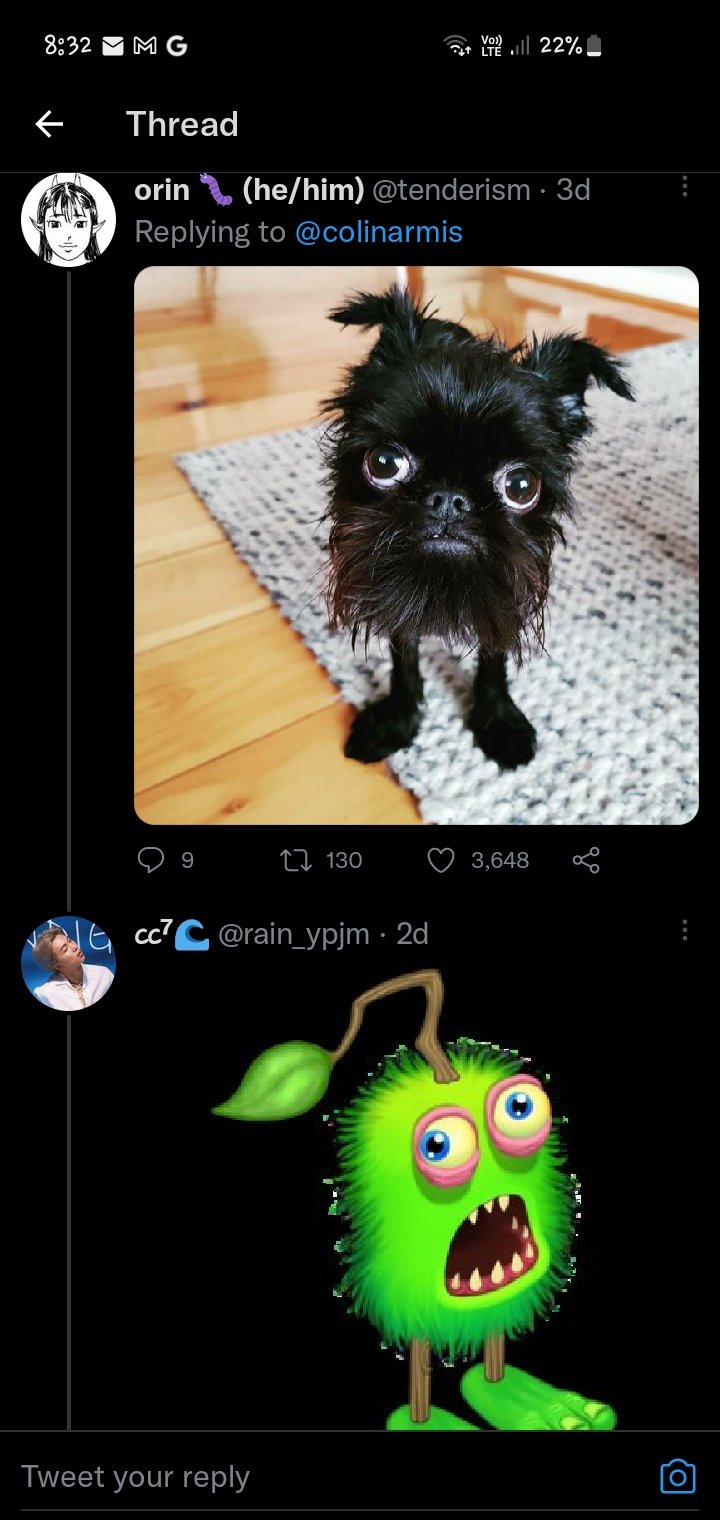 8:32 M G Vo)) LTE 22%
Thread
orin 🐛 (he/him) @tenderism · 3d
Replying to @colinarmis
9 130 3,648
cc⁷🌊 @rain_ypjm · 2d
Tweet your reply